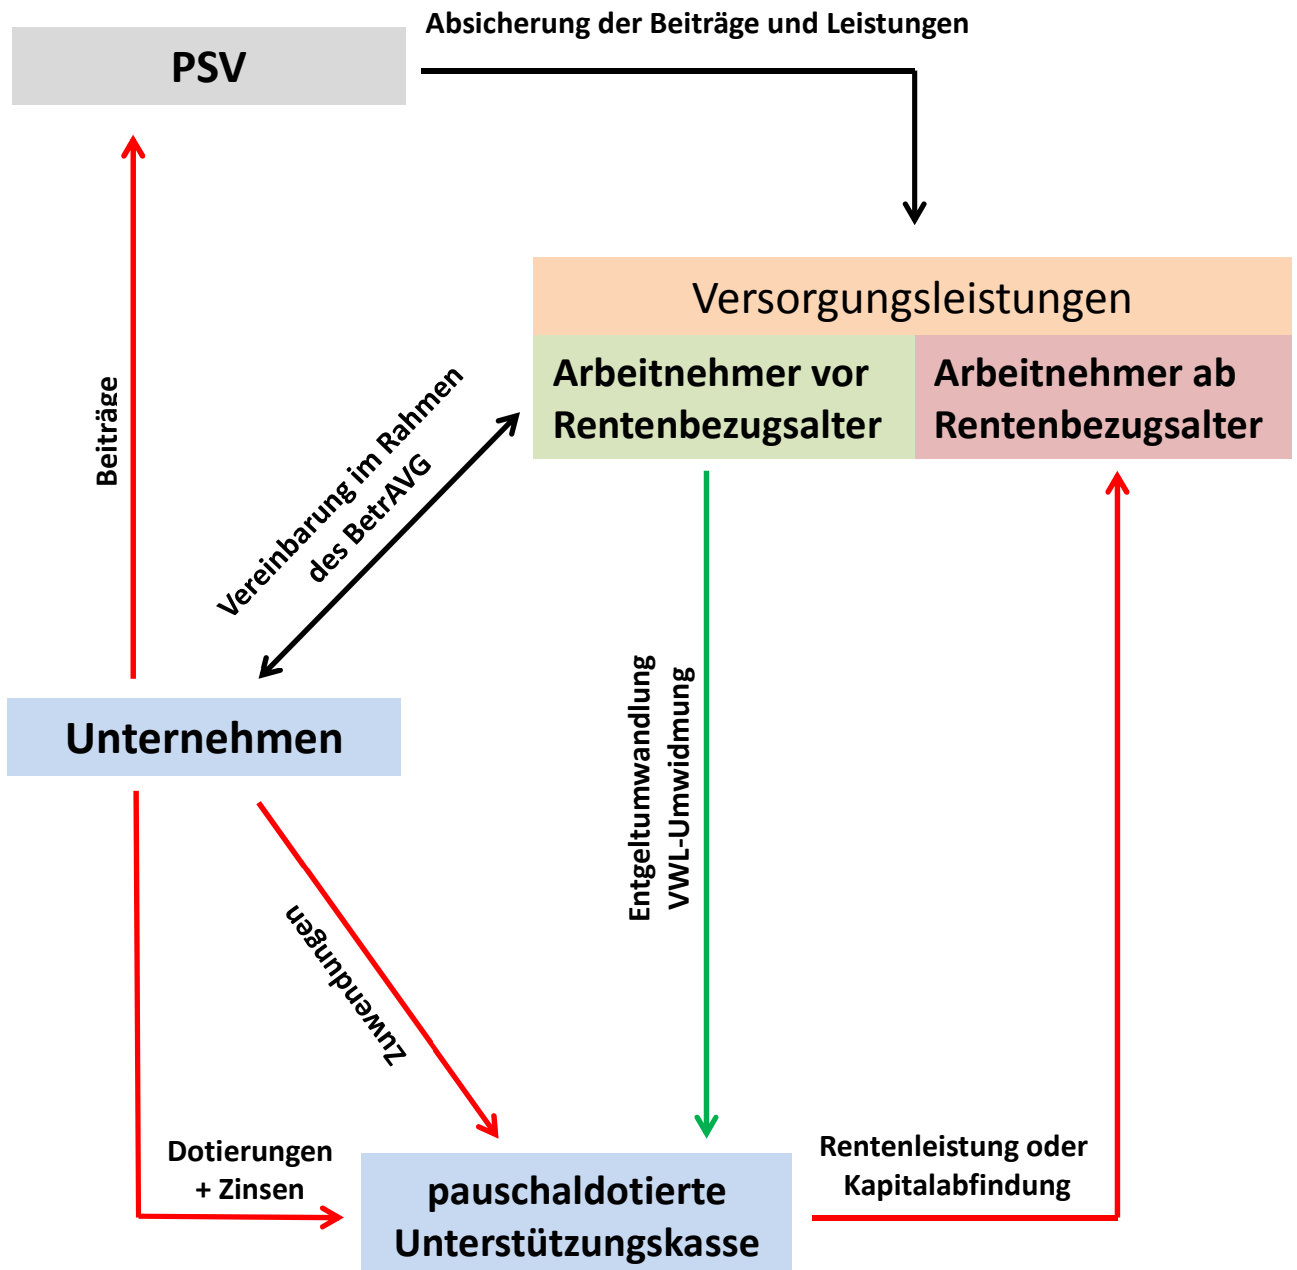 Absicherung der Beiträge und Leistungen
PSV
Versorgungsleistungen
Arbeitnehmer vor
Rentenbezugsalter
Arbeitnehmer ab
Rentenbezugsalter
Beiträge
Vereinbarung im Rahmen
des BetrAVG
Unternehmen
Entgeltumwandlung
VWL-Umwidmung
Zuwendungen
Dotierungen
+ Zinsen
pauschaldotierte
Unterstützungskasse
Rentenleistung oder
Kapitalabfindung